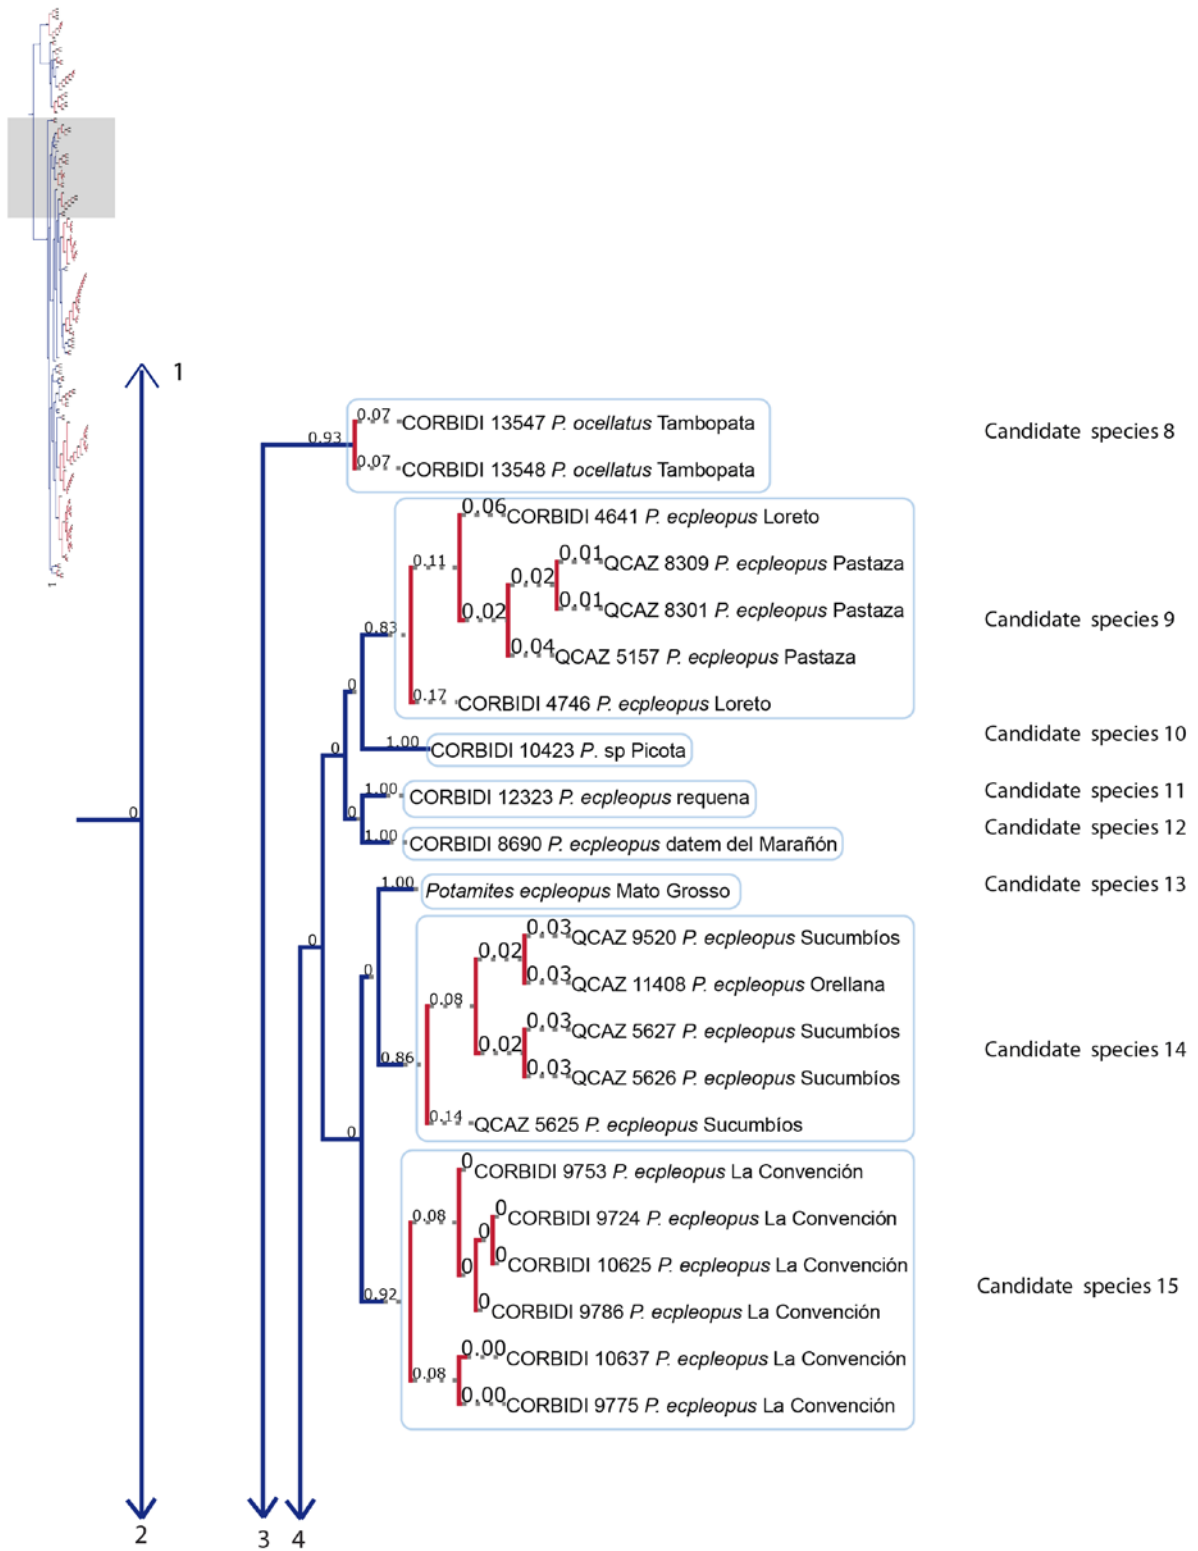 1
1
0.07 CORBIDI 13547 P. ocellatus Tambopata
0.93
Candidate species 8
0.07 CORBIDI 13548 P. ocellatus Tambopata
0.06 CORBIDI 4641 P. ecpleopus Loreto
0.11
0.01 QCAZ 8309 P. ecpleopus Pastaza
0.02
0.02
0.01 QCAZ 8301 P. ecpleopus Pastaza
Candidate species 9
0.83
0.04 QCAZ 5157 P. ecpleopus Pastaza
0
0.17 CORBIDI 4746 P. ecpleopus Loreto
Candidate species 10
0
1.00 CORBIDI 10423 P. sp Picota
1.00 CORBIDI 12323 P. ecpleopus requena
Candidate species 11
0
0
Candidate species 12
1.00 CORBIDI 8690 P. ecpleopus datem del Marañón
1.00 Potamites ecpleopus Mato Grosso
Candidate species 13
0
0.03 QCAZ 9520 P. ecpleopus Sucumbíos
0.02
0
0.03 QCAZ 11408 P. ecpleopus Orellana
0.08
0.03 QCAZ 5627 P. ecpleopus Sucumbíos
0.02
Candidate species 14
0.86
0.03 QCAZ 5626 P. ecpleopus Sucumbíos
0.14 QCAZ 5625 P. ecpleopus Sucumbíos
0
0 CORBIDI 9753 P. ecpleopus La Convención
0.08
0 CORBIDI 9724 P. ecpleopus La Convención
0
0
0 CORBIDI 10625 P. ecpleopus La Convención
Candidate species 15
0.92
0 CORBIDI 9786 P. ecpleopus La Convención
0.00 CORBIDI 10637 P. ecpleopus La Convención
0.08
0.00 CORBIDI 9775 P. ecpleopus La Convención
2
3
4